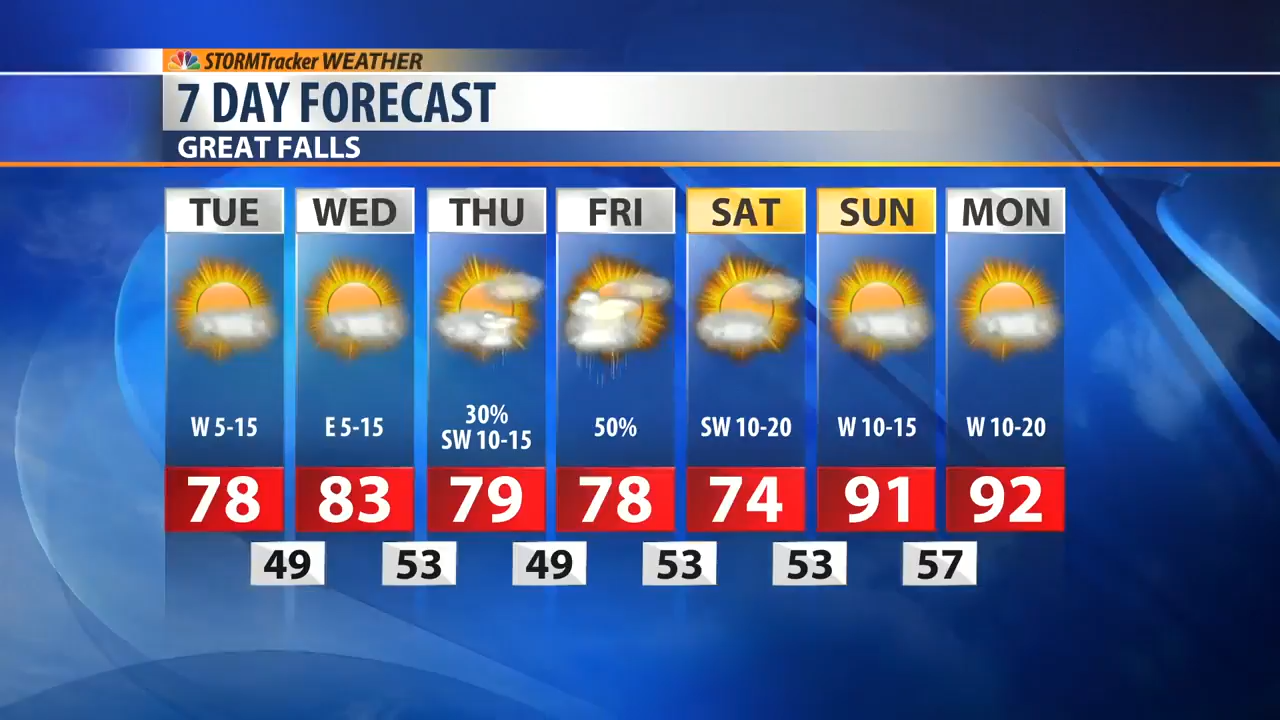 STORMTracker WEATHER
7 DAY FORECAST
GREAT FALLS
TUE WED THU FRI SAT SUN MON
W 5-15 E 5-15 30% 50% SW 10-20 W 10-15 W 10-20
SW 10-15
78 83 79 78 74 91 92
49 53 49 53 53 57